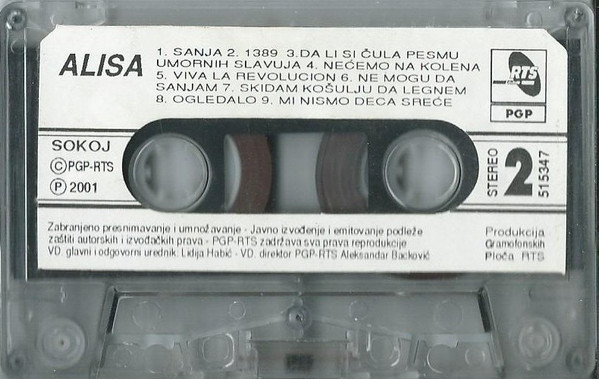 ALISA
1. SANJA 2. 1389 3.DA LI SI ČULA PESMU
UMORNIH SLAVUJA 4. NEĆEMO NA KOLENA
5. VIVA LA REVOLUCION 6. NE MOGU DA
SANJAM 7. SKIDAM KOŠULJU DA LEGNEM
8. OGLEDALO 9. MI NISMO DECA SREĆE
RTS
PGP
SOKOJ
©PGP-RTS
Ⓟ 2001
STEREO
2
515347
Zabranjeno presnimavanje i umnožavanje - Javno izvođenje i emitovanje podleže
zaštiti autorskih i izvođačkih prava - PGP-RTS zadržava sva prava reprodukcije
VD. glavni i odgovorni urednik: Lidija Habić - VD. direktor PGP-RTS Aleksandar Backović
Produkcija
Gramofonskih
Ploča RTS